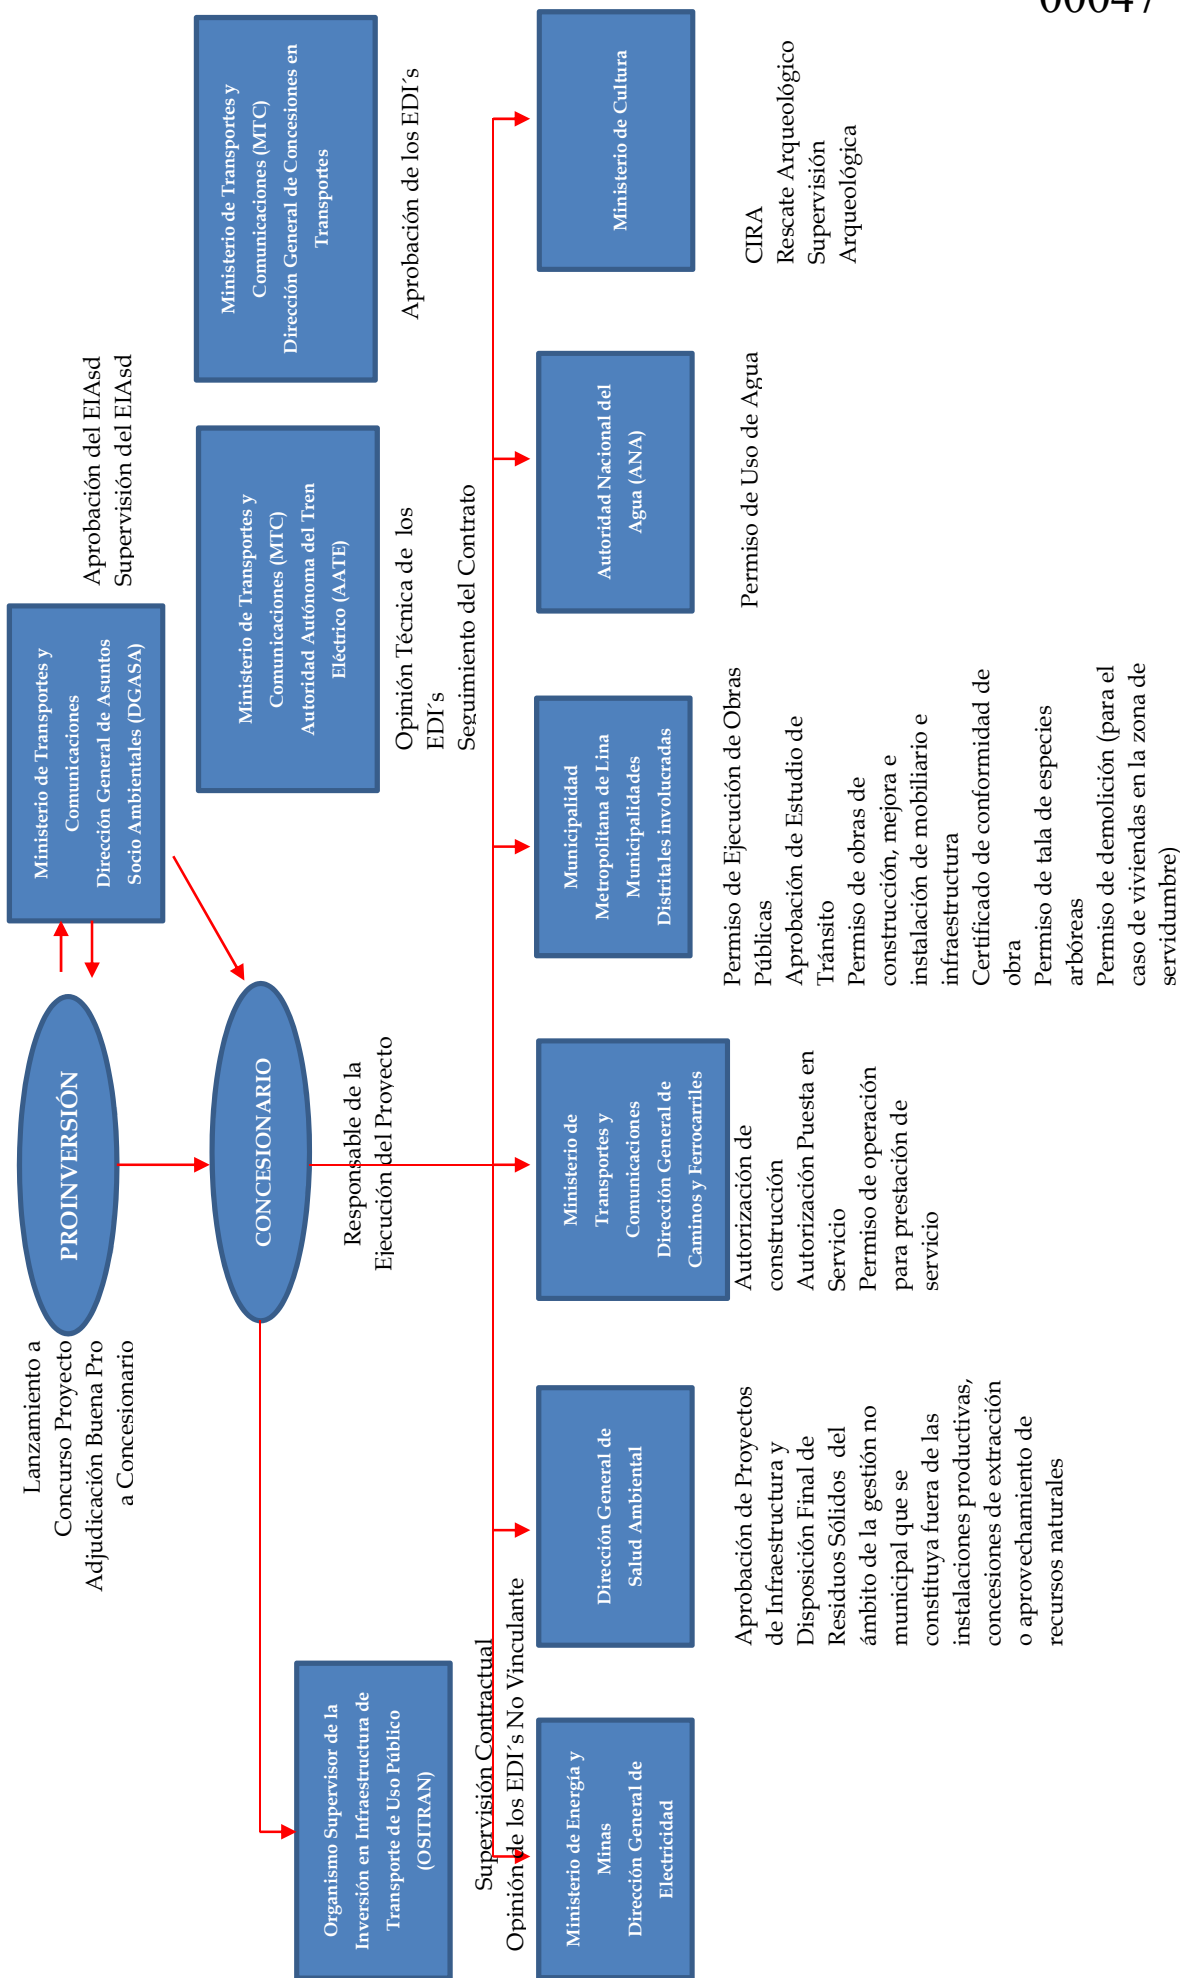 Lanzamiento a
Concurso Proyecto
Adjudicación Buena Pro
a Concesionario
PROINVERSIÓN
Ministerio de Transportes y
Comunicaciones
Dirección General de Asuntos
Socio Ambientales (DGASA)
Aprobación del EIAsd
Supervisión del EIAsd
CONCESIONARIO
Responsable de la
Ejecución del Proyecto
Organismo Supervisor de la
Inversión en Infraestructura de
Transporte de Uso Público
(OSITRAN)
Supervisión Contractual
Opinión de los EDI´s No Vinculante
Ministerio de Transportes y
Comunicaciones (MTC)
Autoridad Autónoma del Tren
Eléctrico (AATE)
Opinión Técnica de los
EDI´s
Seguimiento del Contrato
Ministerio de Transportes y
Comunicaciones (MTC)
Dirección General de Concesiones en
Transportes
Aprobación de los EDI´s
Ministerio de Energía y
Minas
Dirección General de
Electricidad
Dirección General de
Salud Ambiental
Aprobación de Proyectos
de Infraestructura y
Disposición Final de
Residuos Sólidos del
ámbito de la gestión no
municipal que se
constituya fuera de las
instalaciones productivas,
concesiones de extracción
o aprovechamiento de
recursos naturales
Ministerio de
Transportes y
Comunicaciones
Dirección General de
Caminos y Ferrocarriles
Autorización de
construcción
Autorización Puesta en
Servicio
Permiso de operación
para prestación de
servicio
Municipalidad
Metropolitana de Lina
Municipalidades
Distritales involucradas
Permiso de Ejecución de Obras
Públicas
Aprobación de Estudio de
Tránsito
Permiso de obras de
construcción, mejora e
instalación de mobiliario e
infraestructura
Certificado de conformidad de
obra
Permiso de tala de especies
arbóreas
Permiso de demolición (para el
caso de viviendas en la zona de
servidumbre)
Autoridad Nacional del
Agua (ANA)
Permiso de Uso de Agua
Ministerio de Cultura
CIRA
Rescate Arqueológico
Supervisión
Arqueológica